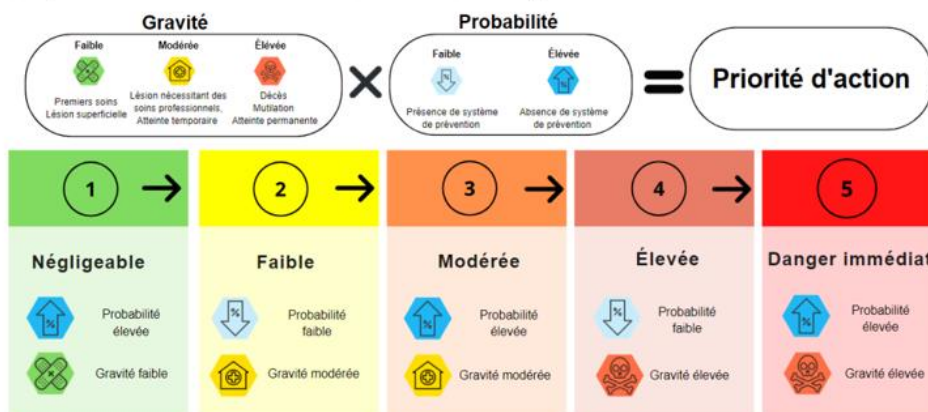 Gravité
Probabilité
Faible
Modérée
Élévée
Faible
Élévée
Premiers soins
Lésion superficielle
Lésion nécessitant des
soins professionnels,
Atteinte temporaire
Décès
Mutilation
Atteinte permanente
%
Présence de système
de prévention
%
Absence de système
de prévention
Priorité d'action
1
2
3
4
5
Négligeable
Faible
Modérée
Élevée
Danger immédiat
%
Probabilité
élevée
%
Probabilité
faible
%
Probabilité
élevée
%
Probabilité
faible
%
Probabilité
élevée
Gravité faible
Gravité modérée
Gravité modérée
Gravité élevée
Gravité élevée